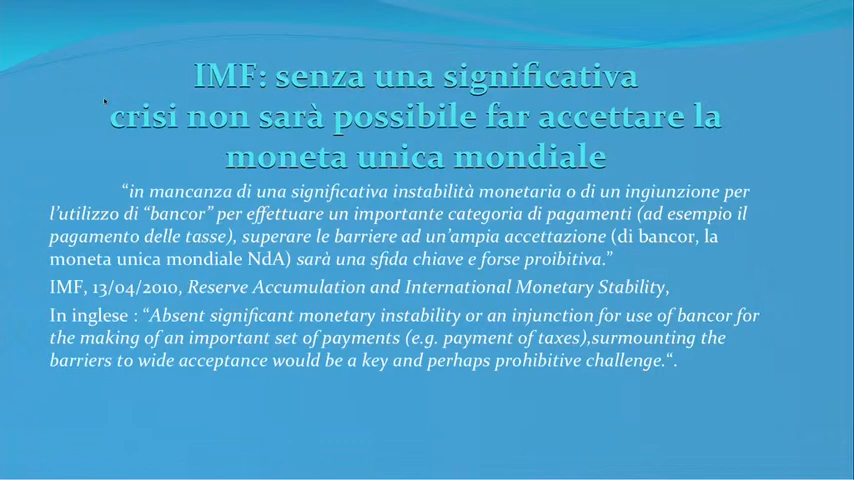 IMF: senza una significativa
crisi non sarà possibile far accettare la
moneta unica mondiale
“in mancanza di una significativa instabilità monetaria o di un ingiunzione per
l’utilizzo di “bancor” per effettuare un importante categoria di pagamenti (ad esempio il
pagamento delle tasse), superare le barriere ad un’ampia accettazione (di bancor, la
moneta unica mondiale NdA) sarà una sfida chiave e forse proibitiva.”
IMF, 13/04/2010, Reserve Accumulation and International Monetary Stability,
In inglese : “Absent significant monetary instability or an injunction for use of bancor for
the making of an important set of payments (e.g. payment of taxes),surmounting the
barriers to wide acceptance would be a key and perhaps prohibitive challenge.“.